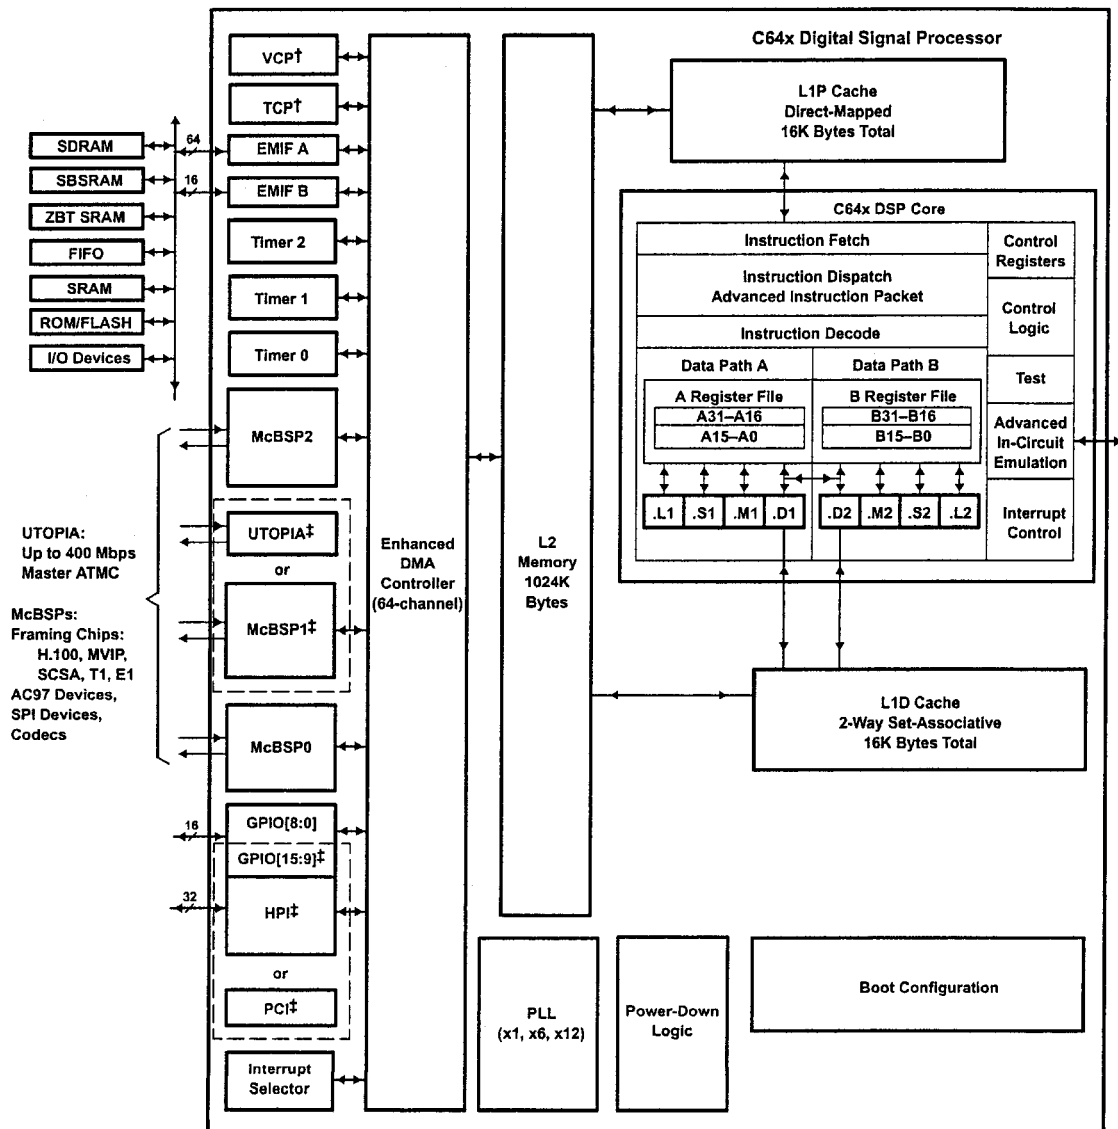 C64x Digital Signal Processor
VCP†
TCP†
EMIF A
EMIF B
Timer 2
Timer 1
Timer 0
McBSP2
UTOPIA‡
or
McBSP1‡
McBSP0
GPIO[8:0]
GPIO[15:9]‡
HPI‡
or
PCI‡
Interrupt
Selector
64
16
16
32
SDRAM
SBSRAM
ZBT SRAM
FIFO
SRAM
ROM/FLASH
I/O Devices
UTOPIA:
Up to 400 Mbps
Master ATMC
McBSPs:
Framing Chips:
H.100, MVIP,
SCSA, T1, E1
AC97 Devices,
SPI Devices,
Codecs
Enhanced
DMA
Controller
(64-channel)
L2
Memory
1024K
Bytes
L1P Cache
Direct-Mapped
16K Bytes Total
C64x DSP Core
Instruction Fetch
Instruction Dispatch
Advanced Instruction Packet
Instruction Decode
Data Path A
Data Path B
A Register File
A31–A16
A15–A0
B Register File
B31–B16
B15–B0
.L1 .S1 .M1 .D1
.D2 .M2 .S2 .L2
Control
Registers
Control
Logic
Test
Advanced
In-Circuit
Emulation
Interrupt
Control
L1D Cache
2-Way Set-Associative
16K Bytes Total
PLL
(x1, x6, x12)
Power-Down
Logic
Boot Configuration